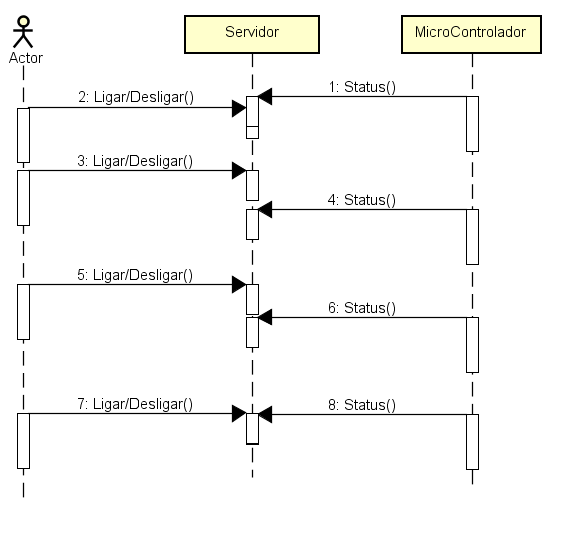 Servidor
MicroControlador
Actor
1: Status()
2: Ligar/Desligar()
3: Ligar/Desligar()
4: Status()
5: Ligar/Desligar()
6: Status()
7: Ligar/Desligar()
8: Status()